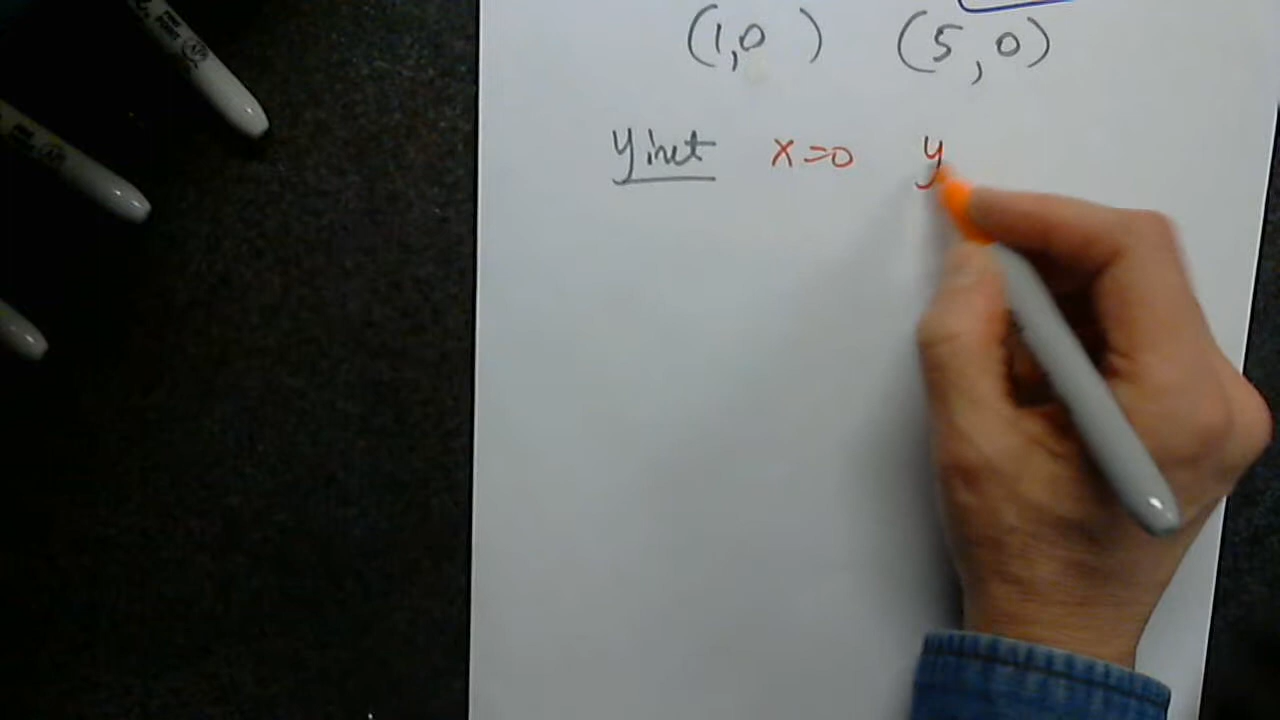 (1,0 ) (5,0)
y int x=0 y